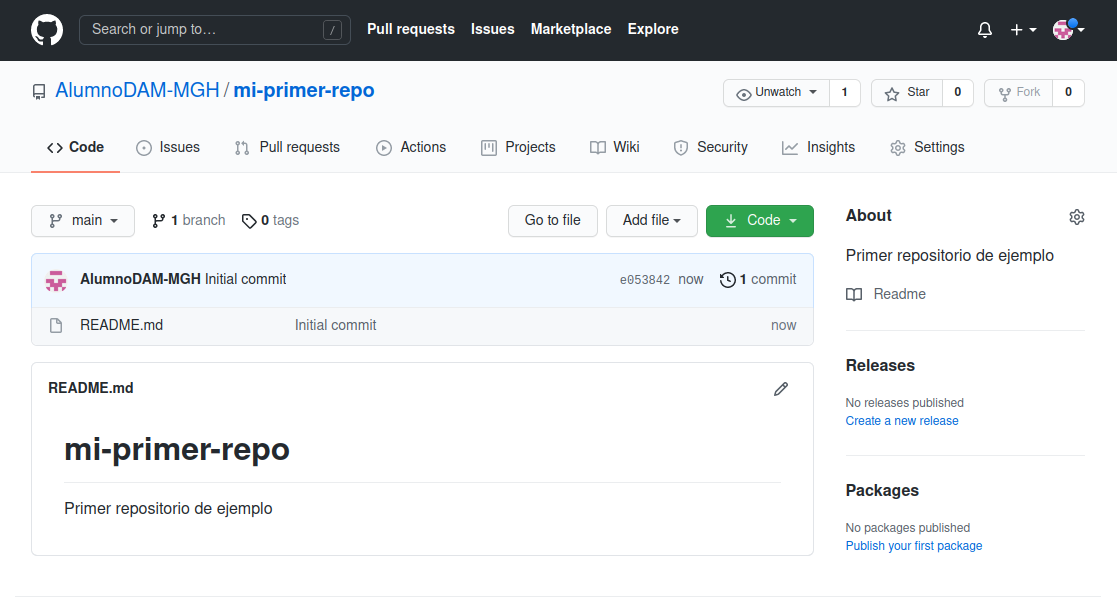 Search or jump to… / Pull requests Issues Marketplace Explore
AlumnoDAM-MGH / mi-primer-repo Unwatch 1 Star 0 Fork 0
Code Issues Pull requests Actions Projects Wiki Security Insights Settings
main 1 branch 0 tags Go to file Add file Code
AlumnoDAM-MGH Initial commit e053842 now 1 commit
README.md Initial commit now
README.md
mi-primer-repo
Primer repositorio de ejemplo
About
Primer repositorio de ejemplo
Readme
Releases
No releases published
Create a new release
Packages
No packages published
Publish your first package